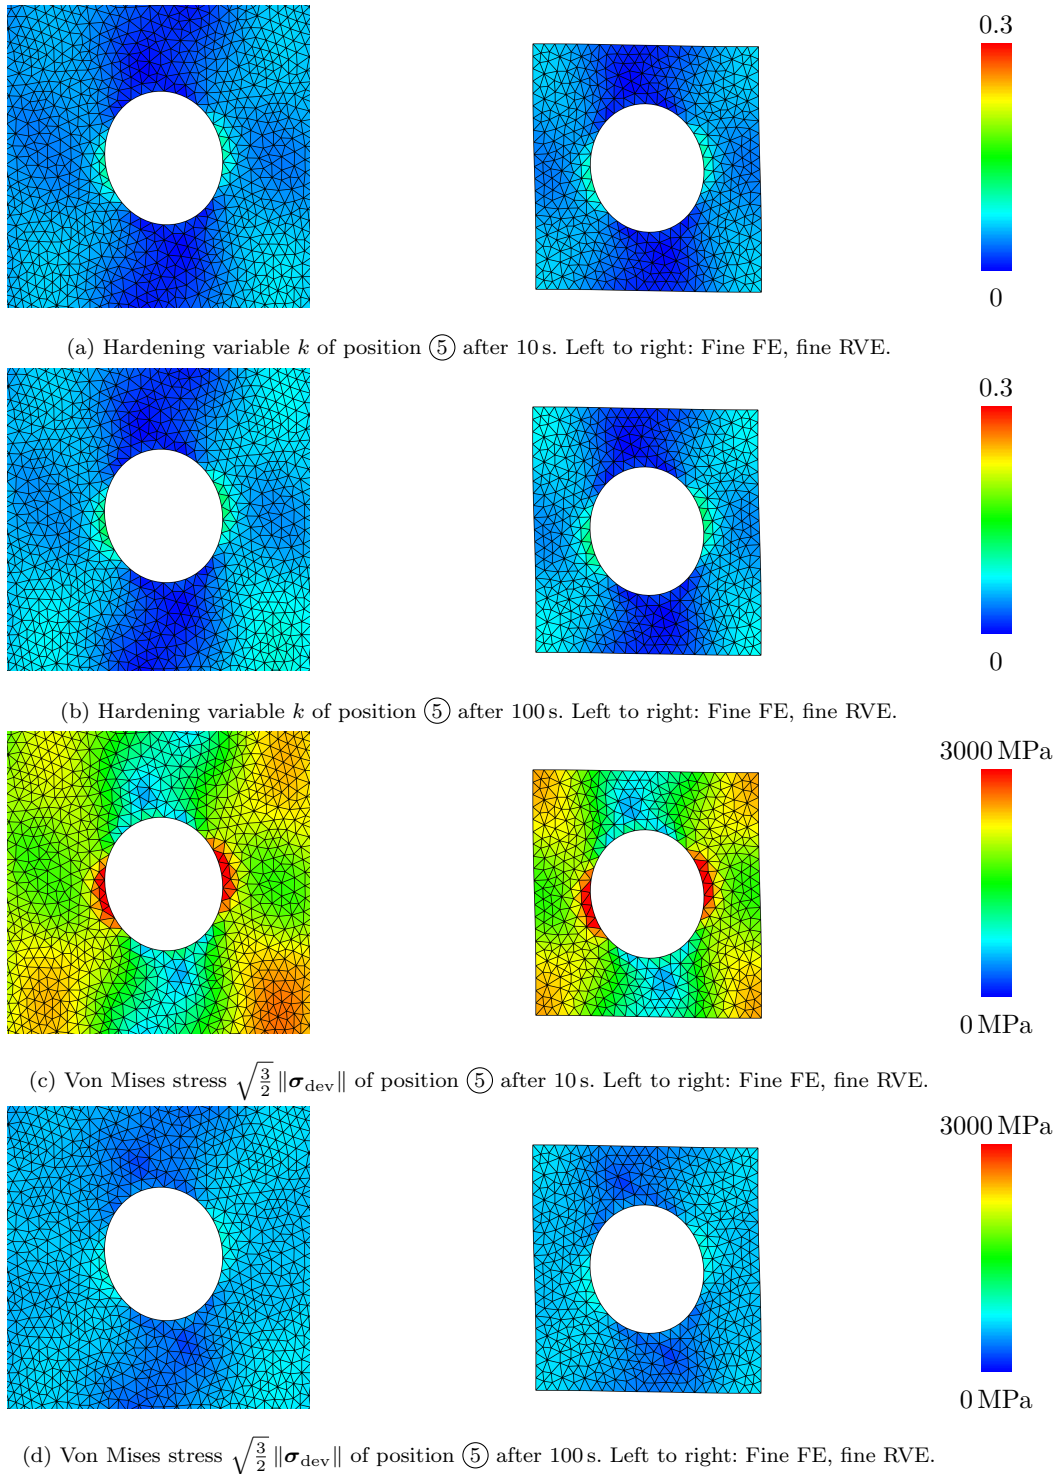 0.3
0
(a) Hardening variable k of position ⑤ after 10 s. Left to right: Fine FE, fine RVE.
0.3
0
(b) Hardening variable k of position ⑤ after 100 s. Left to right: Fine FE, fine RVE.
3000 MPa
0 MPa
(c) Von Mises stress √(3/2) ‖σ_dev‖ of position ⑤ after 10 s. Left to right: Fine FE, fine RVE.
3000 MPa
0 MPa
(d) Von Mises stress √(3/2) ‖σ_dev‖ of position ⑤ after 100 s. Left to right: Fine FE, fine RVE.